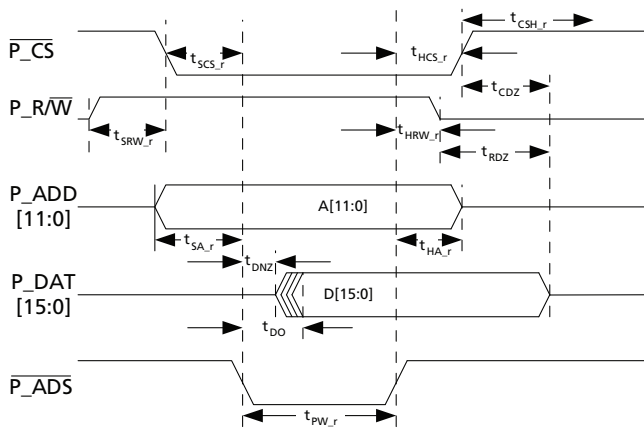 t_CSH_r
P_CS
t_SCS_r
t_HCS_r
t_CDZ
P_R/W
t_SRW_r
t_HRW_r
t_RDZ
P_ADD
[11:0]
A[11:0]
t_SA_r
t_HA_r
t_DNZ
P_DAT
[15:0]
D[15:0]
t_DO
P_ADS
t_PW_r